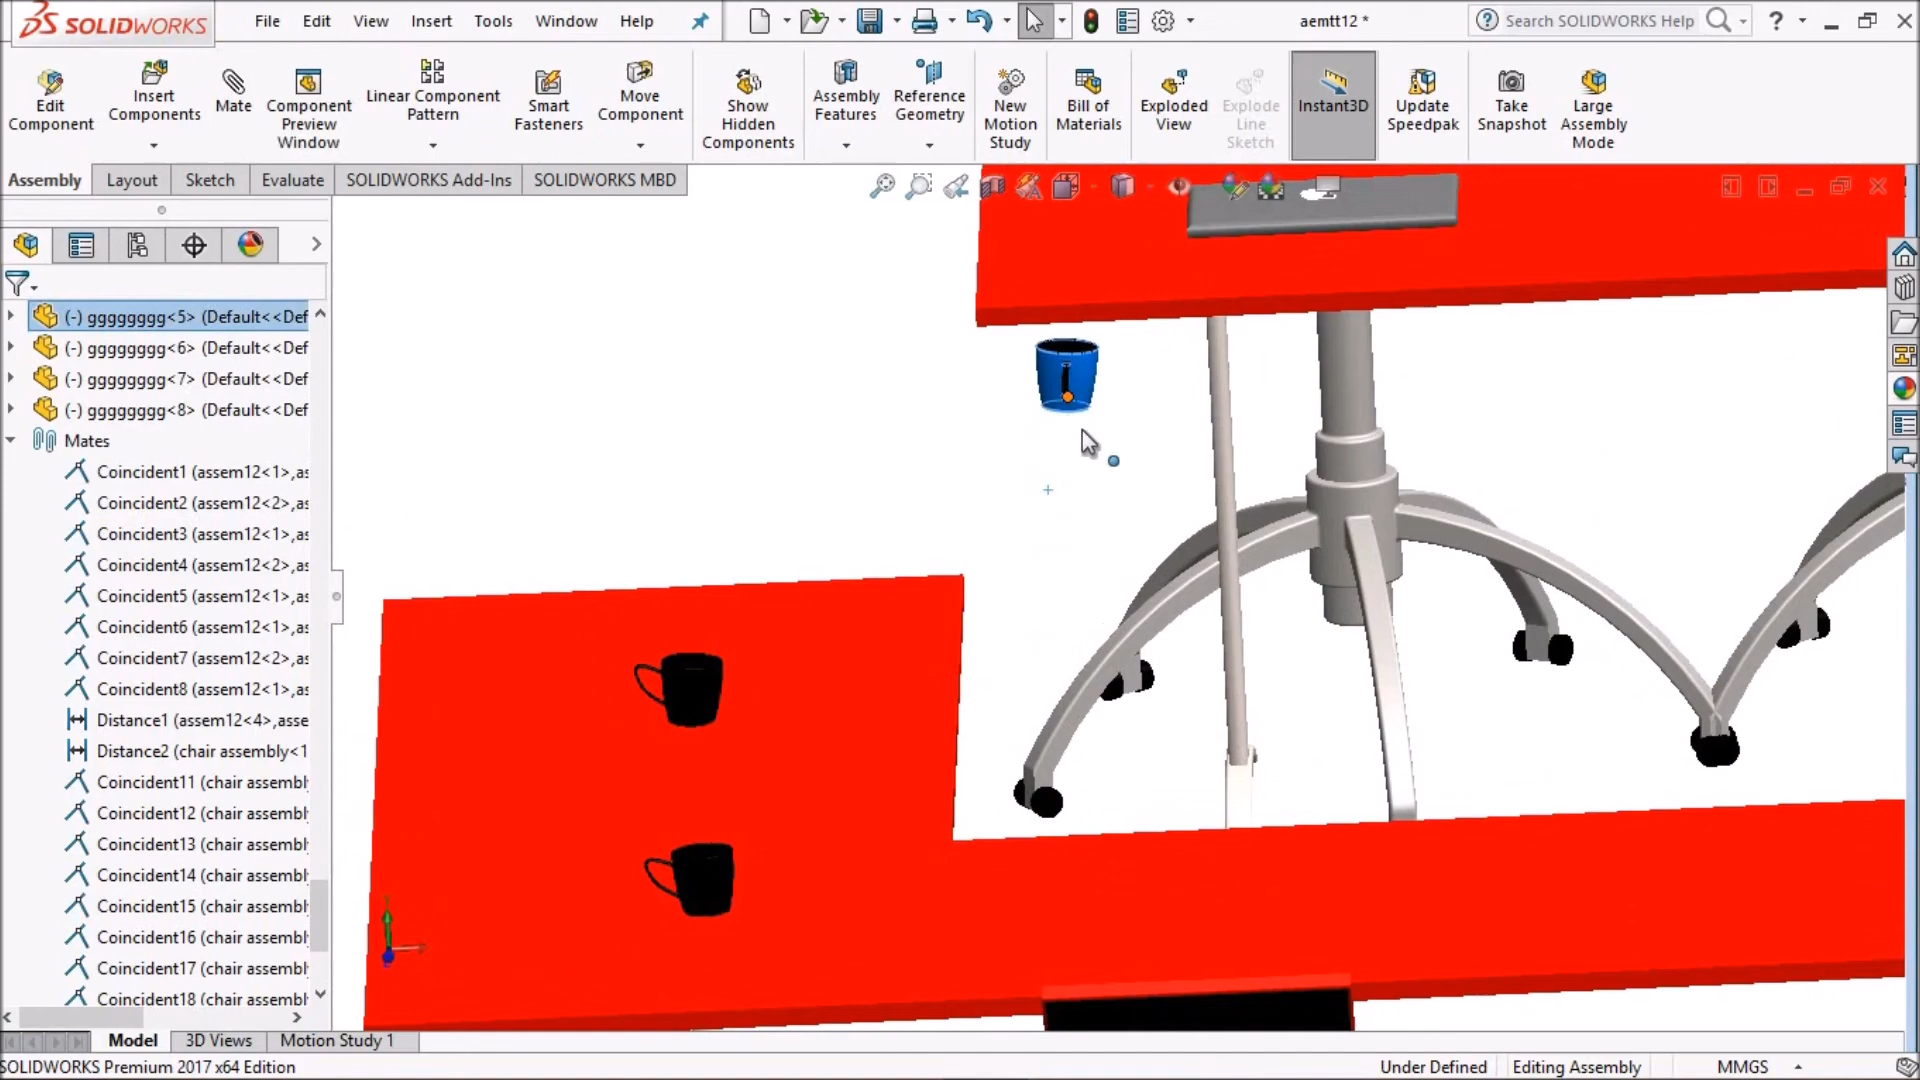 SOLIDWORKS File Edit View Insert Tools Window Help aemtt12 * Search SOLIDWORKS Help ?
Edit Component
Insert Components
Mate
Component Preview Window
Linear Component Pattern
Smart Fasteners
Move Component
Show Hidden Components
Assembly Features
Reference Geometry
New Motion Study
Bill of Materials
Exploded View
Explode Line Sketch
Instant3D
Update Speedpak
Take Snapshot
Large Assembly Mode
Assembly Layout Sketch Evaluate SOLIDWORKS Add-Ins SOLIDWORKS MBD
(-) gggggggg<5> (Default<<Def
(-) gggggggg<6> (Default<<Def
(-) gggggggg<7> (Default<<Def
(-) gggggggg<8> (Default<<Def
Mates
Coincident1 (assem12<1>,as
Coincident2 (assem12<2>,as
Coincident3 (assem12<1>,as
Coincident4 (assem12<2>,as
Coincident5 (assem12<1>,as
Coincident6 (assem12<1>,as
Coincident7 (assem12<2>,as
Coincident8 (assem12<1>,as
Distance1 (assem12<4>,asse
Distance2 (chair assembly<1
Coincident11 (chair assembl
Coincident12 (chair assembl
Coincident13 (chair assembl
Coincident14 (chair assembl
Coincident15 (chair assembl
Coincident16 (chair assembl
Coincident17 (chair assembl
Coincident18 (chair assembl
Model 3D Views Motion Study 1
SOLIDWORKS Premium 2017 x64 Edition Under Defined Editing Assembly MMGS